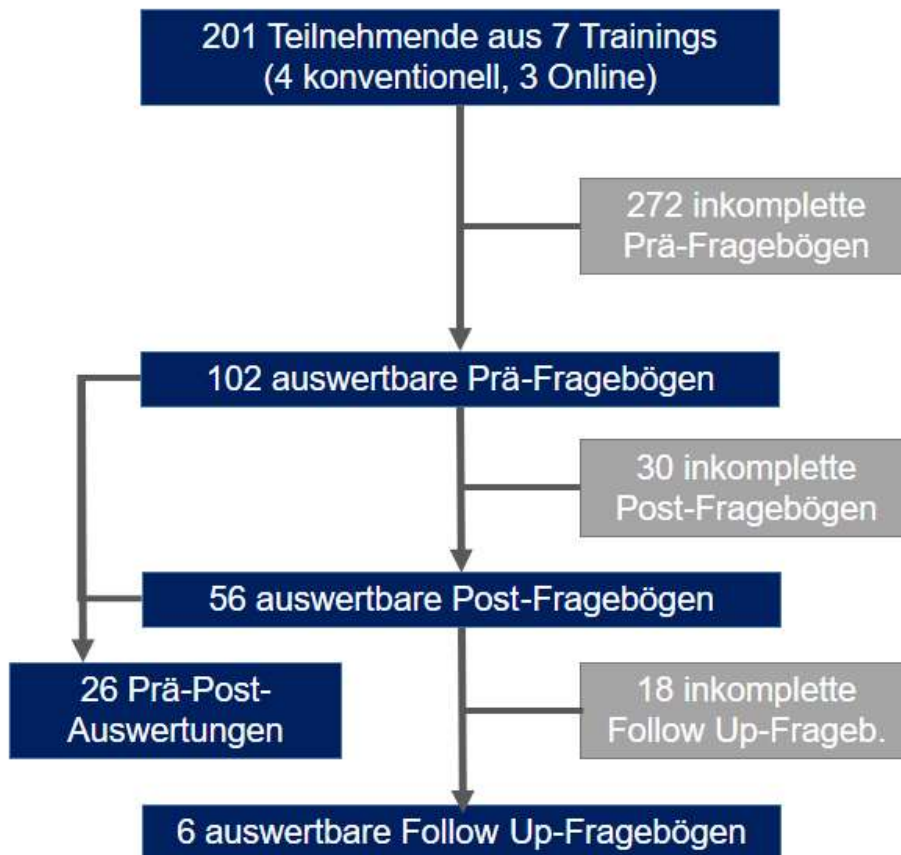 201 Teilnehmende aus 7 Trainings
(4 konventionell, 3 Online)
272 inkomplette
Prä-Fragebögen
102 auswertbare Prä-Fragebögen
30 inkomplette
Post-Fragebögen
56 auswertbare Post-Fragebögen
26 Prä-Post-
Auswertungen
18 inkomplette
Follow Up-Frageb.
6 auswertbare Follow Up-Fragebögen